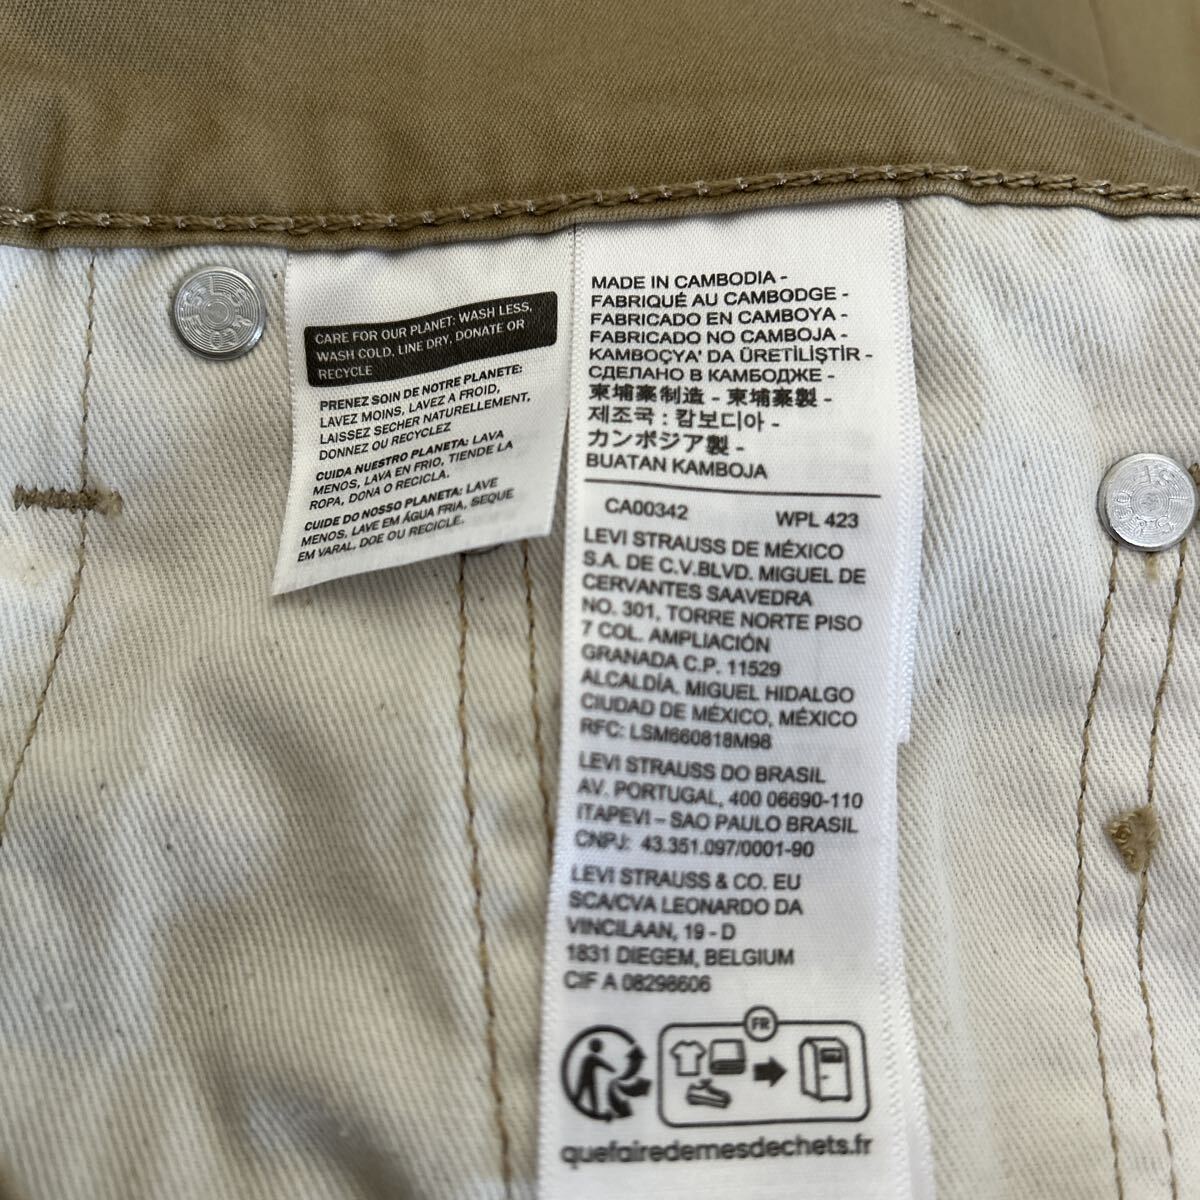 CARE FOR OUR PLANET: WASH LESS,
WASH COLD, LINE DRY, DONATE OR
RECYCLE
PRENEZ SOIN DE NOTRE PLANETE:
LAVEZ MOINS, LAVEZ A FROID,
LAISSEZ SECHER NATURELLEMENT,
DONNEZ OU RECYCLEZ
CUIDA NUESTRO PLANETA: LAVA
MENOS, LAVA EN FRIO, TIENDE LA
ROPA, DONA O RECICLA.
CUIDE DO NOSSO PLANETA: LAVE
MENOS, LAVE EM ÁGUA FRIA, SEQUE
EM VARAL, DOE OU RECICLE.
MADE IN CAMBODIA -
FABRIQUÉ AU CAMBODGE -
FABRICADO EN CAMBOYA -
FABRICADO NO CAMBOJA -
KAMBOÇYA' DA ÜRETİLİŞTİR -
СДЕЛАНО В КАМБОДЖЕ -
柬埔寨制造 - 柬埔寨製 -
제조국 : 캄보디아 -
カンボジア製 -
BUATAN KAMBOJA
CA00342 WPL 423
LEVI STRAUSS DE MÉXICO
S.A. DE C.V.BLVD. MIGUEL DE
CERVANTES SAAVEDRA
NO. 301, TORRE NORTE PISO
7 COL. AMPLIACIÓN
GRANADA C.P. 11529
ALCALDÍA. MIGUEL HIDALGO
CIUDAD DE MÉXICO, MÉXICO
RFC: LSM660818M98
LEVI STRAUSS DO BRASIL
AV. PORTUGAL, 400 06690-110
ITAPEVI – SAO PAULO BRASIL
CNPJ: 43.351.097/0001-90
LEVI STRAUSS & CO. EU
SCA/CVA LEONARDO DA
VINCILAAN, 19 - D
1831 DIEGEM, BELGIUM
CIF A 08298606
FR
quefairedemesdechets.fr